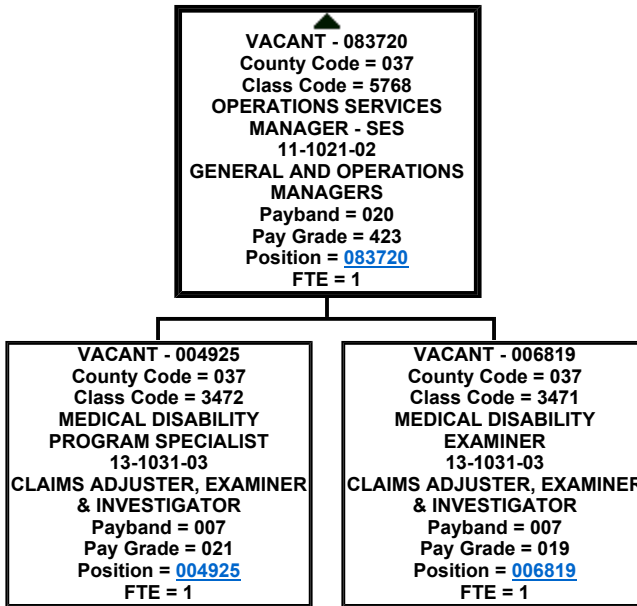 VACANT - 083720
County Code = 037
Class Code = 5768
OPERATIONS SERVICES
MANAGER - SES
11-1021-02
GENERAL AND OPERATIONS
MANAGERS
Payband = 020
Pay Grade = 423
Position = 083720
FTE = 1
VACANT - 004925
County Code = 037
Class Code = 3472
MEDICAL DISABILITY
PROGRAM SPECIALIST
13-1031-03
CLAIMS ADJUSTER, EXAMINER
& INVESTIGATOR
Payband = 007
Pay Grade = 021
Position = 004925
FTE = 1
VACANT - 006819
County Code = 037
Class Code = 3471
MEDICAL DISABILITY
EXAMINER
13-1031-03
CLAIMS ADJUSTER, EXAMINER
& INVESTIGATOR
Payband = 007
Pay Grade = 019
Position = 006819
FTE = 1